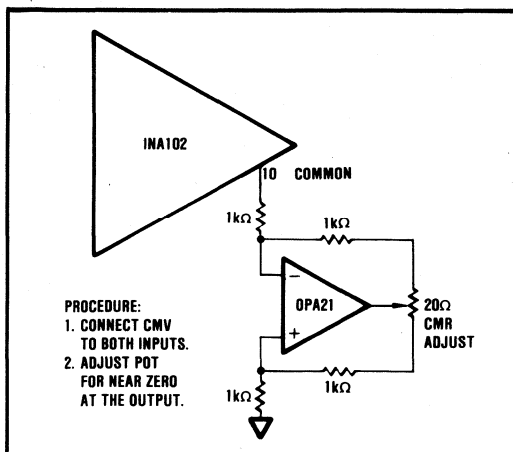 INA102
10 COMMON
1kΩ
1kΩ
−
OPA21
+
20Ω
CMR
ADJUST
1kΩ
1kΩ
PROCEDURE:
1. CONNECT CMV
TO BOTH INPUTS.
2. ADJUST POT
FOR NEAR ZERO
AT THE OUTPUT.